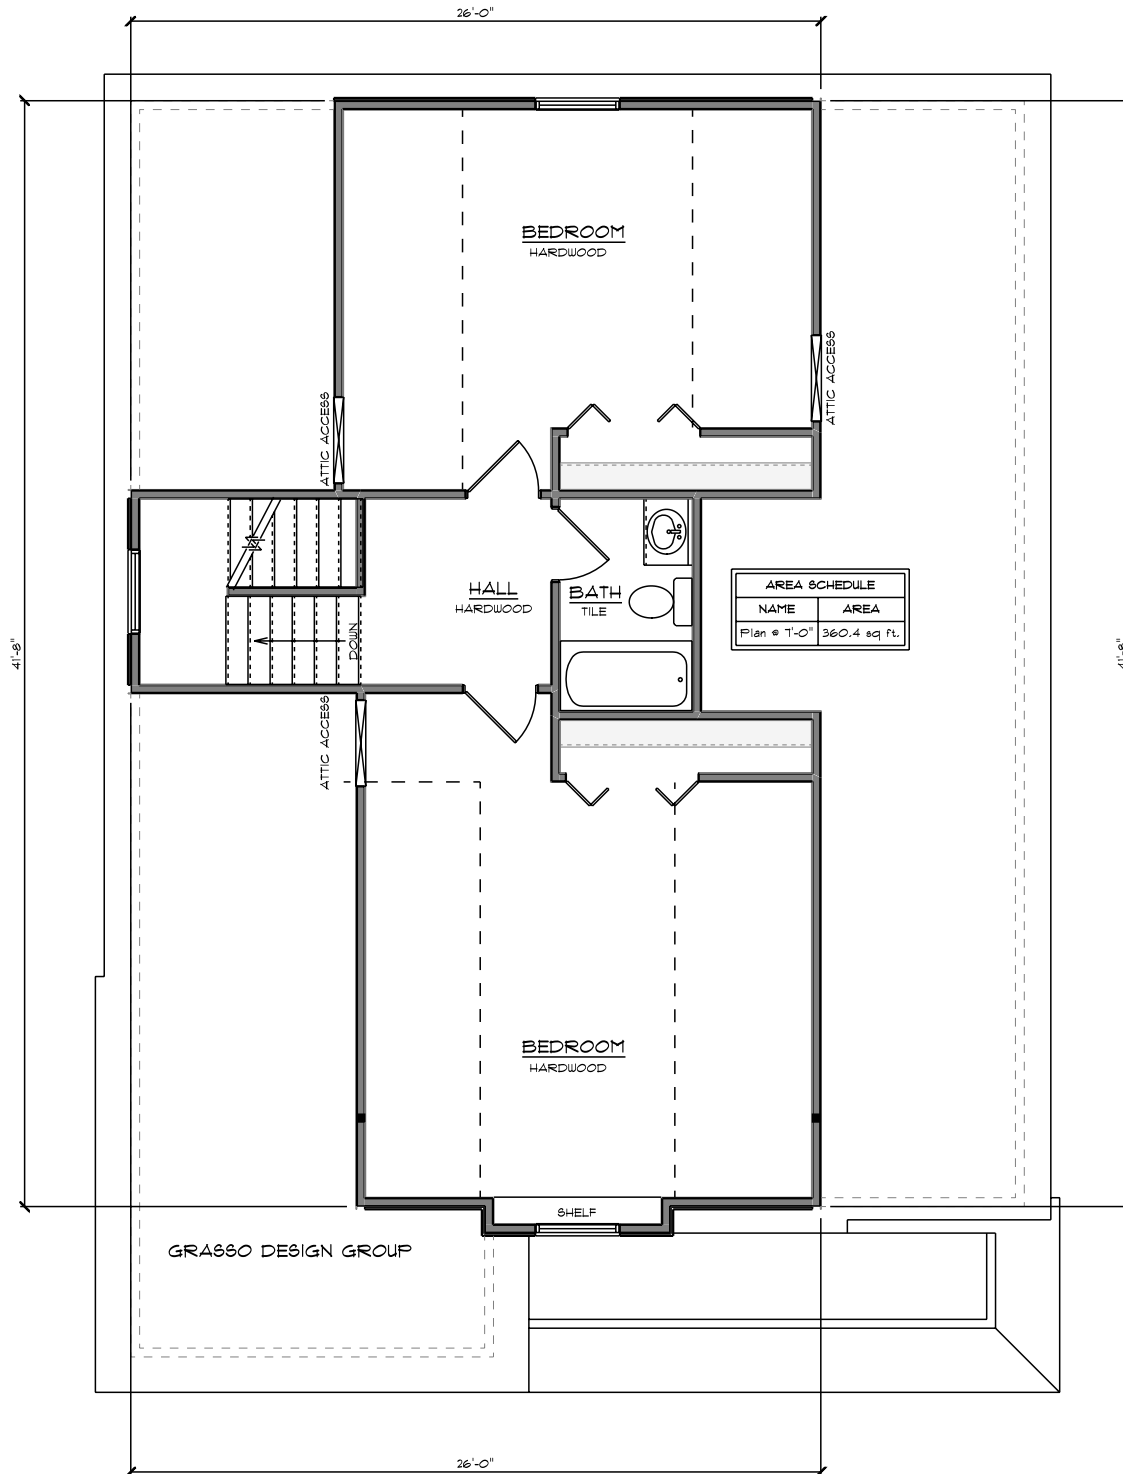 26'-0"
BEDROOM
HARDWOOD
ATTIC ACCESS
ATTIC ACCESS
HALL
HARDWOOD
BATH
TILE
DOWN
AREA SCHEDULE
NAME AREA
Plan @ 7'-0" 360.4 sq ft.
41'-8"
41'-8"
ATTIC ACCESS
BEDROOM
HARDWOOD
SHELF
GRASSO DESIGN GROUP
26'-0"